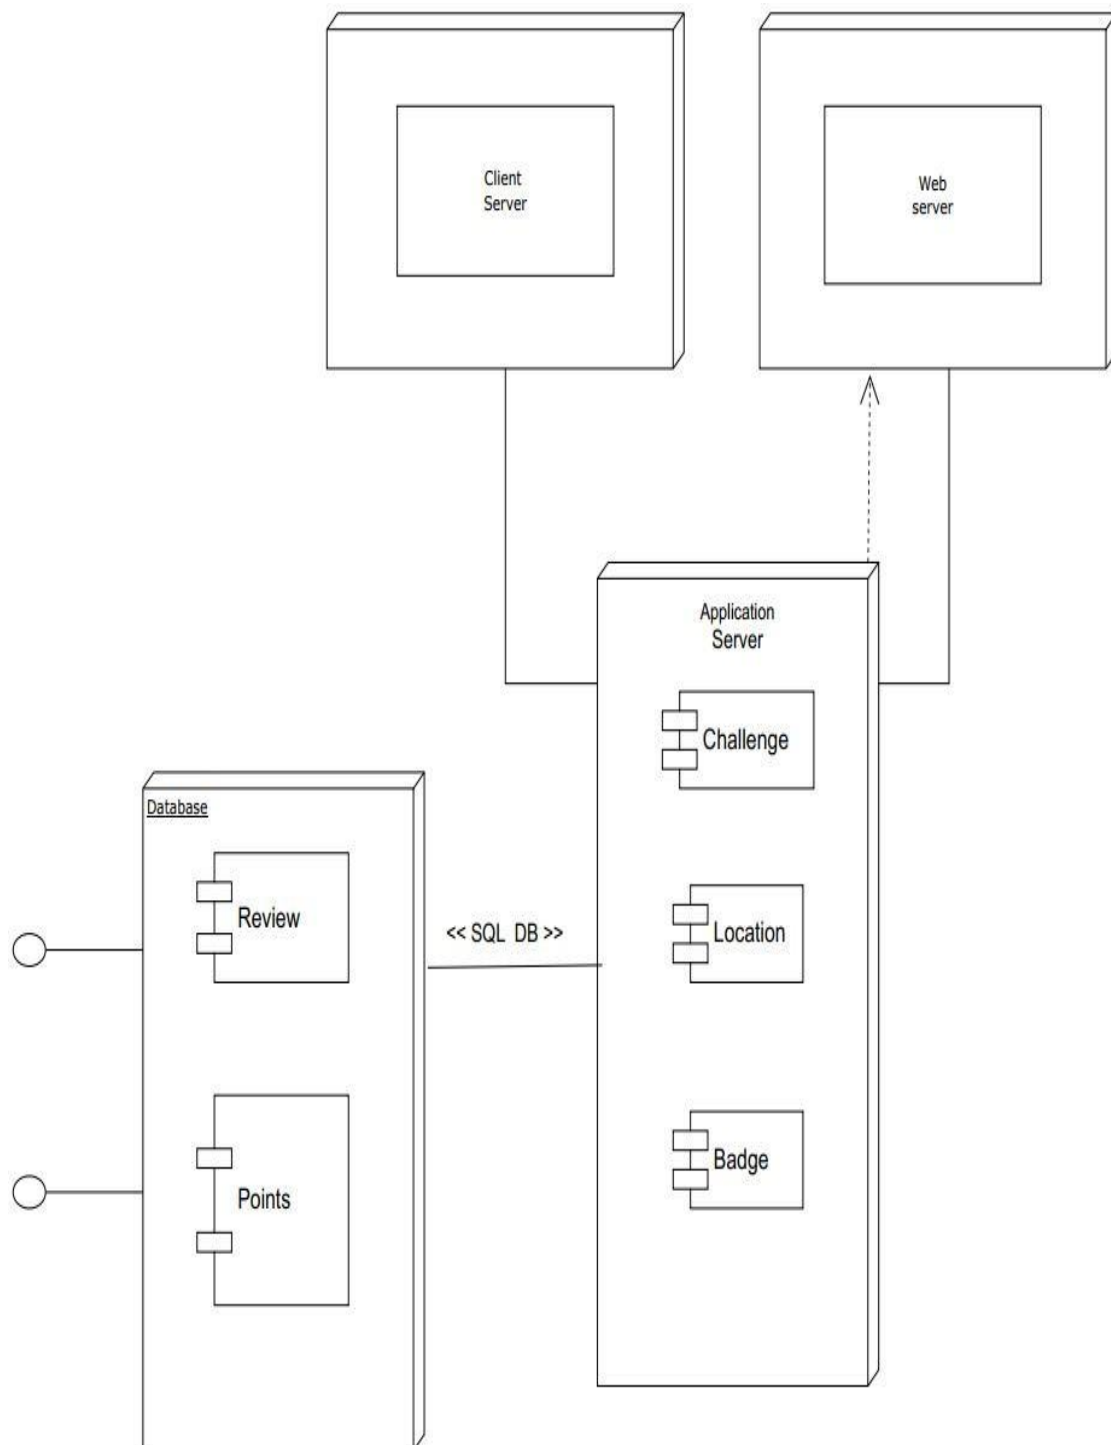 Client
Server
Web
server
Application
Server
Challenge
Database
Review
<< SQL DB >>
Location
Badge
Points